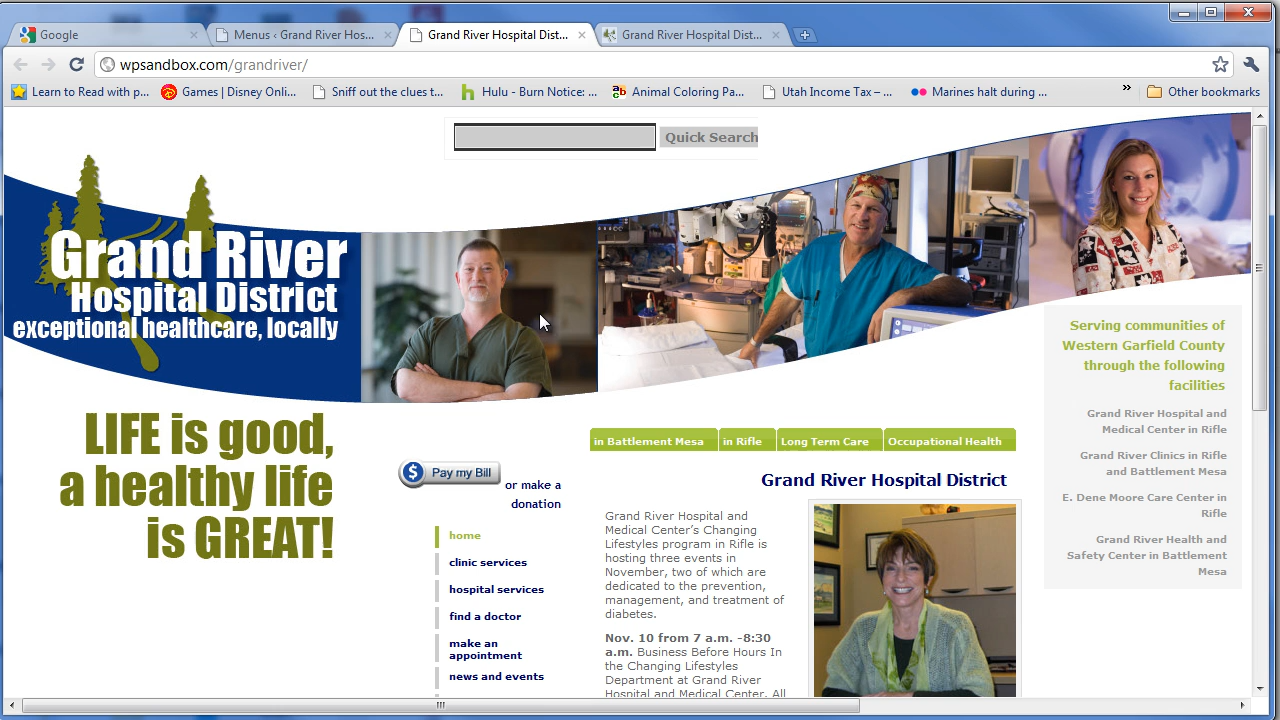 Google
Menus ‹ Grand River Hos...
Grand River Hospital Dist...
Grand River Hospital Dist...
wpsandbox.com/grandriver/
Learn to Read with p...
Games | Disney Onli...
Sniff out the clues t...
Hulu - Burn Notice: ...
Animal Coloring Pa...
Utah Income Tax – ...
Marines halt during ...
»
Other bookmarks
Quick Search
Grand River
Hospital District
exceptional healthcare, locally
LIFE is good,
a healthy life
is GREAT!
Serving communities of
Western Garfield County
through the following
facilities
Grand River Hospital and
Medical Center in Rifle
Grand River Clinics in Rifle
and Battlement Mesa
E. Dene Moore Care Center in
Rifle
Grand River Health and
Safety Center in Battlement
Mesa
in Battlement Mesa
in Rifle
Long Term Care
Occupational Health
$ Pay my Bill
or make a
donation
home
clinic services
hospital services
find a doctor
make an
appointment
news and events
Grand River Hospital District
Grand River Hospital and
Medical Center's Changing
Lifestyles program in Rifle is
hosting three events in
November, two of which are
dedicated to the prevention,
management, and treatment of
diabetes.
Nov. 10 from 7 a.m. -8:30
a.m. Business Before Hours In
the Changing Lifestyles
Department at Grand River
Hospital and Medical Center. All